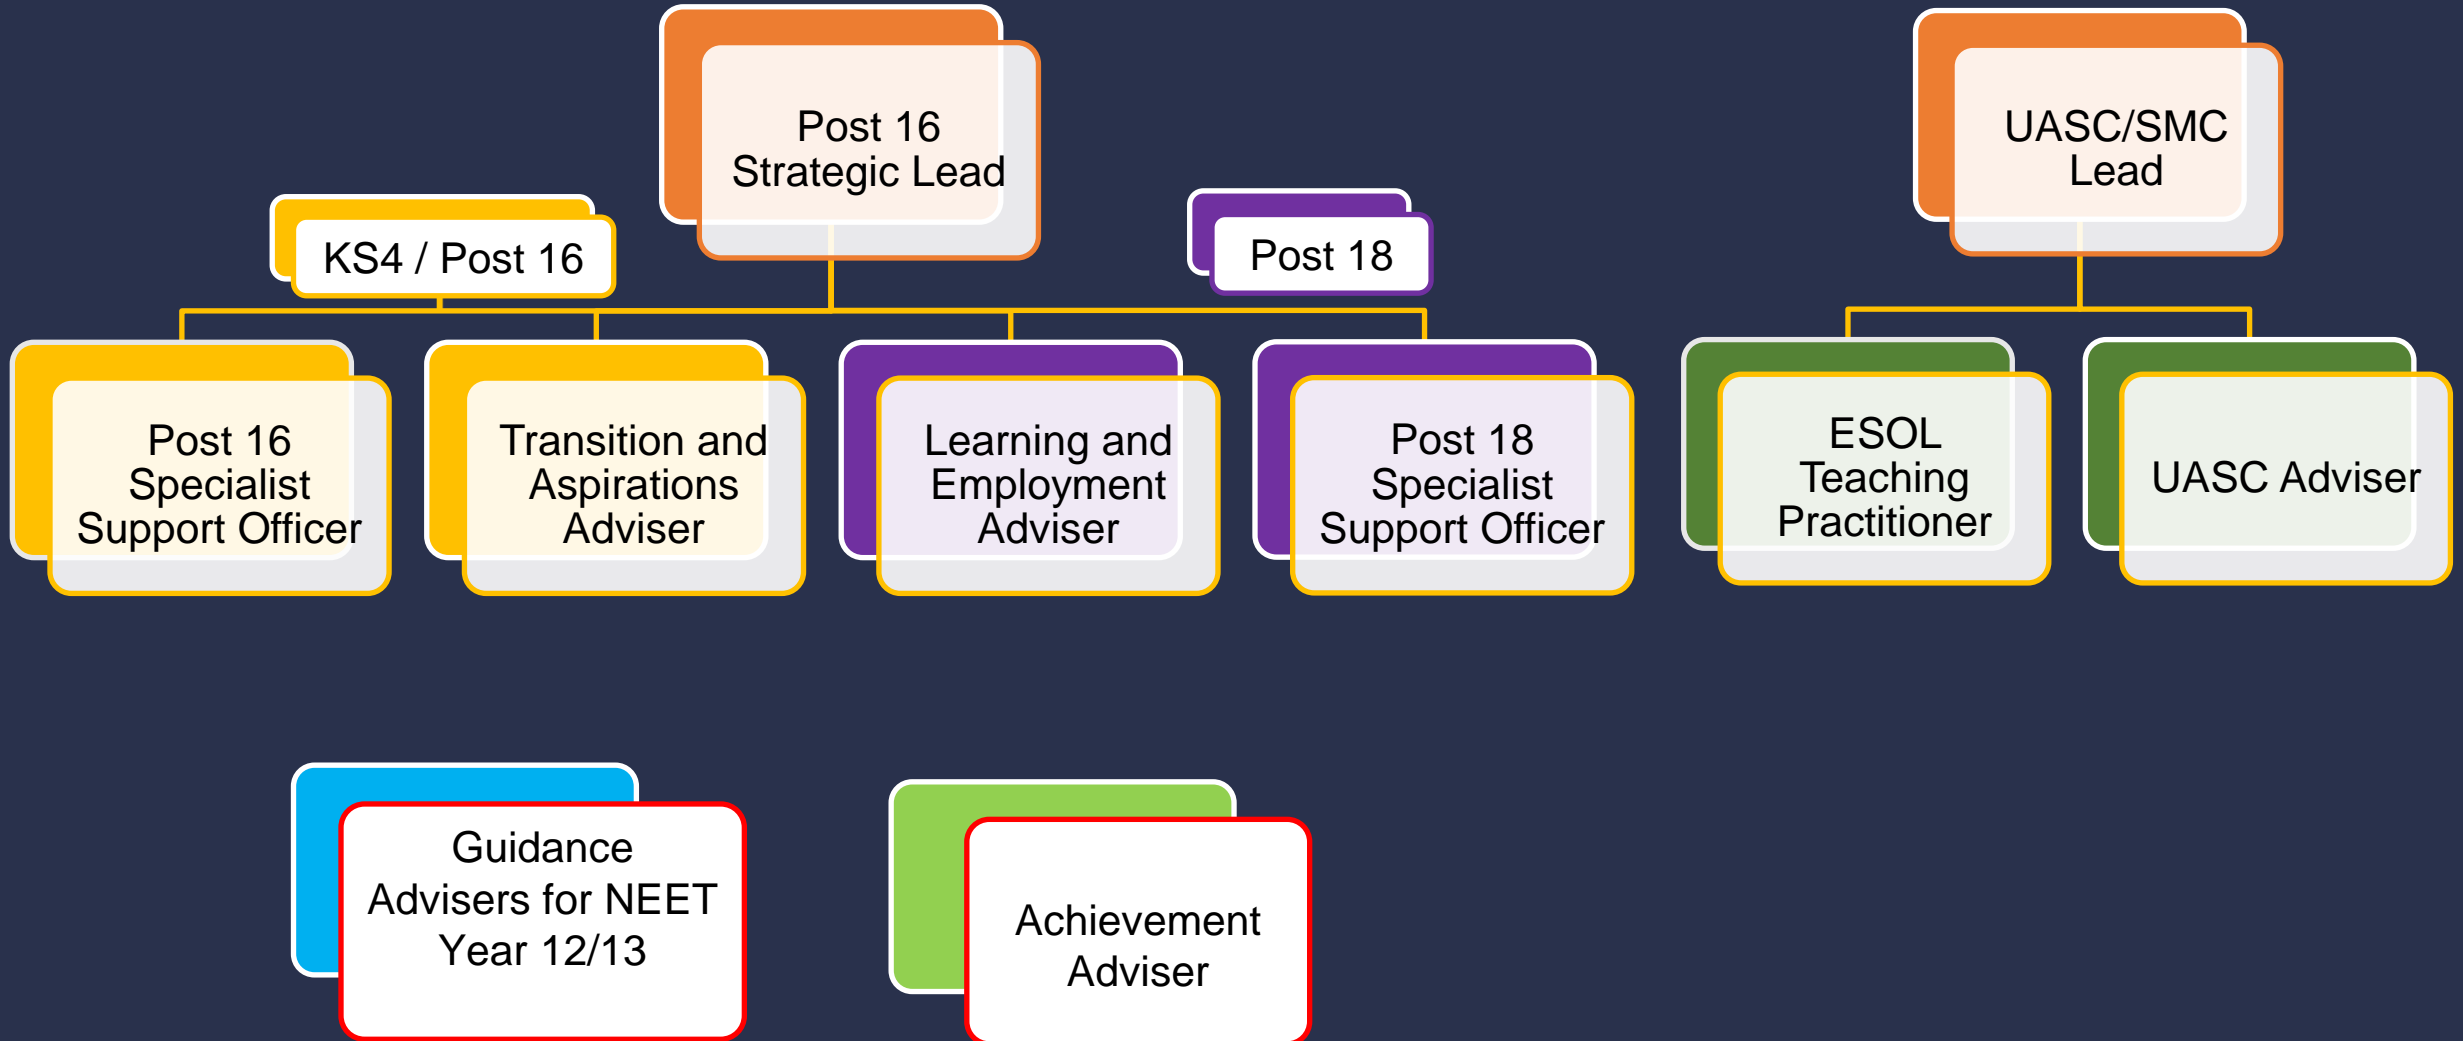 Post 16
Strategic Lead
UASC/SMC
Lead
KS4 / Post 16
Post 18
Post 16
Specialist
Support Officer
Transition and
Aspirations
Adviser
Learning and
Employment
Adviser
Post 18
Specialist
Support Officer
ESOL
Teaching
Practitioner
UASC Adviser
Guidance
Advisers for NEET
Year 12/13
Achievement
Adviser